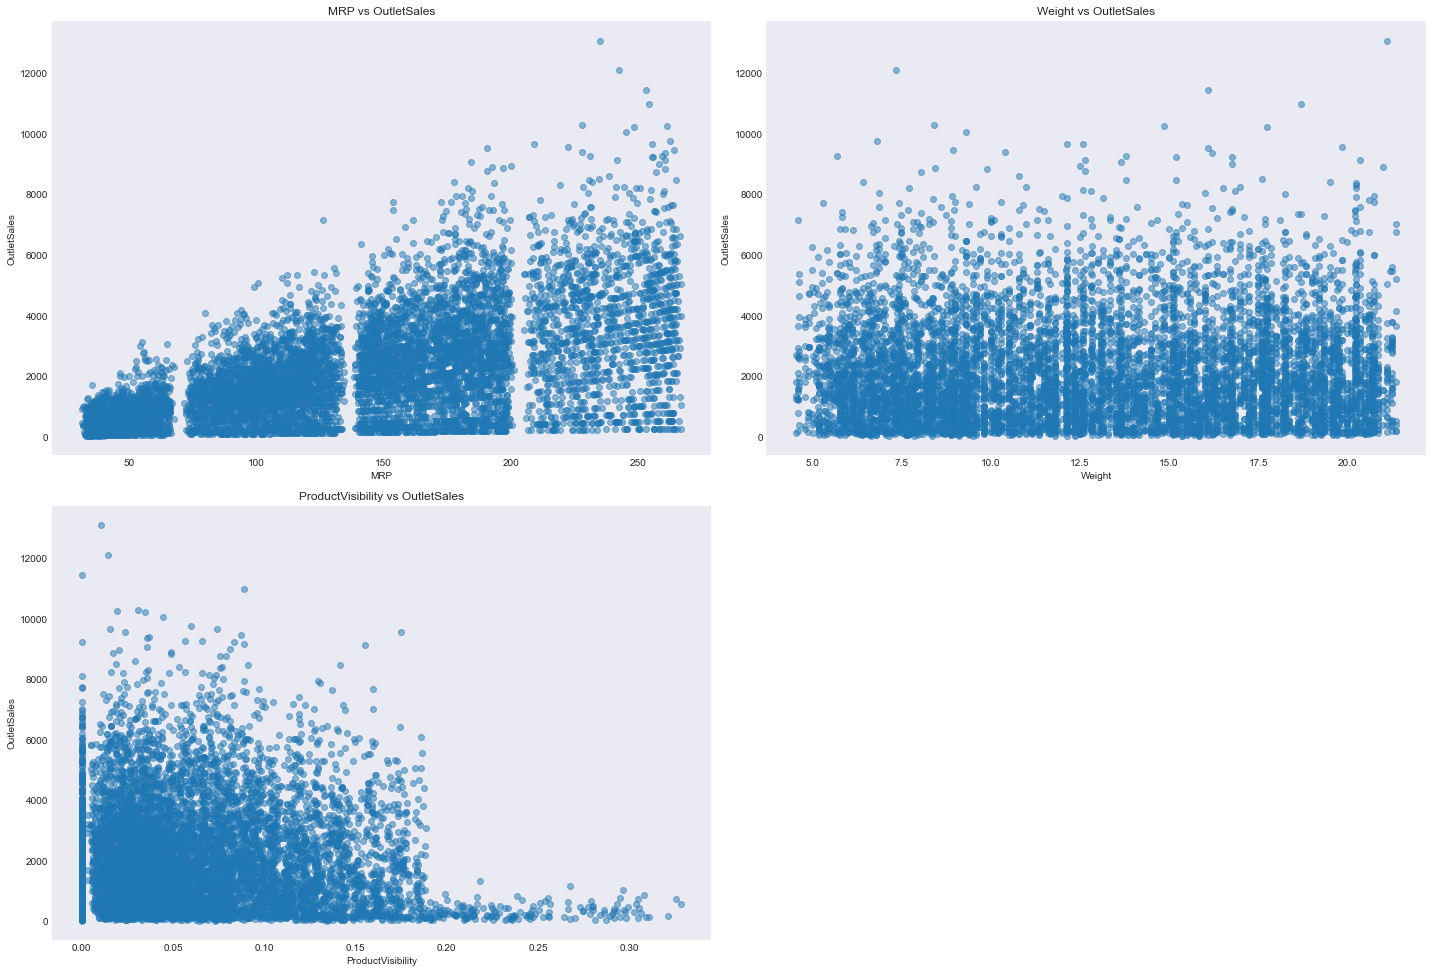 MRP vs OutletSales
12000
10000
8000
6000
4000
2000
0
OutletSales
50 100 150 200 250
MRP
Weight vs OutletSales
12000
10000
8000
6000
4000
2000
0
OutletSales
5.0 7.5 10.0 12.5 15.0 17.5 20.0
Weight
ProductVisibility vs OutletSales
12000
10000
8000
6000
4000
2000
0
OutletSales
0.00 0.05 0.10 0.15 0.20 0.25 0.30
ProductVisibility